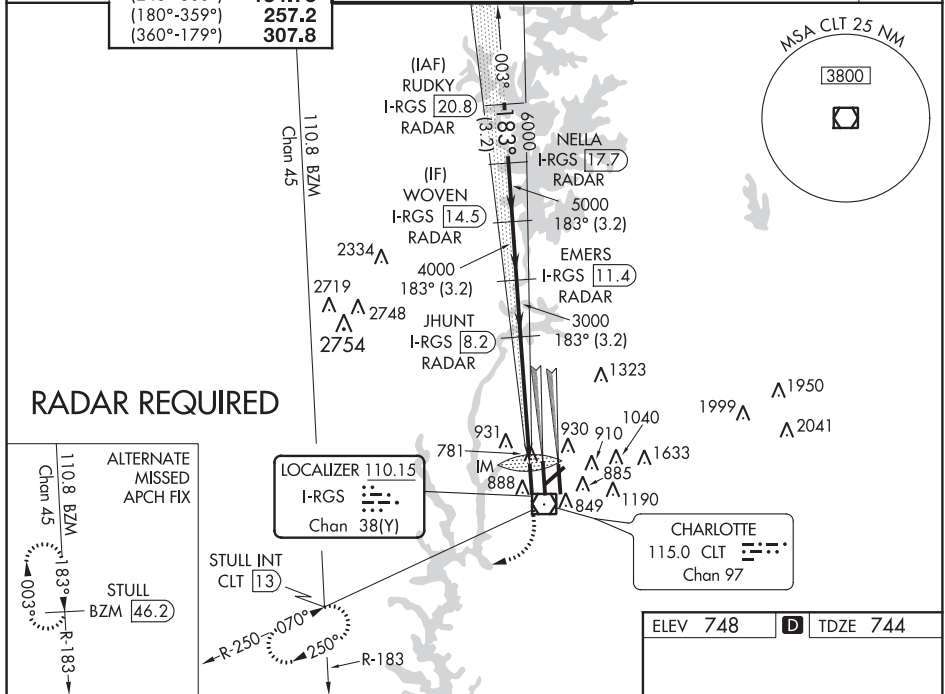 (180°-359°) 257.2
(360°-179°) 307.8
MSA CLT 25 NM
3800
003°
(IAF)
RUDKY
I-RGS 20.8
RADAR
(3.2)
183°
6000
NELLA
I-RGS 17.7
RADAR
110.8 BZM
Chan 45
(IF)
WOVEN
I-RGS 14.5
RADAR
5000
183° (3.2)
EMERS
I-RGS 11.4
RADAR
4000
183° (3.2)
2334
2719
2748
2754
JHUNT
I-RGS 8.2
RADAR
3000
183° (3.2)
1323
1950
1999
2041
RADAR REQUIRED
931
930
910
1040
781
1633
IM
888
885
849
1190
110.8 BZM
Chan 45
ALTERNATE
MISSED
APCH FIX
183°
003°
STULL
BZM 46.2
R-183
LOCALIZER 110.15
I-RGS
Chan 38(Y)
CHARLOTTE
115.0 CLT
Chan 97
STULL INT
CLT 13
R-250
070°
250°
R-183
ELEV 748 D TDZE 744